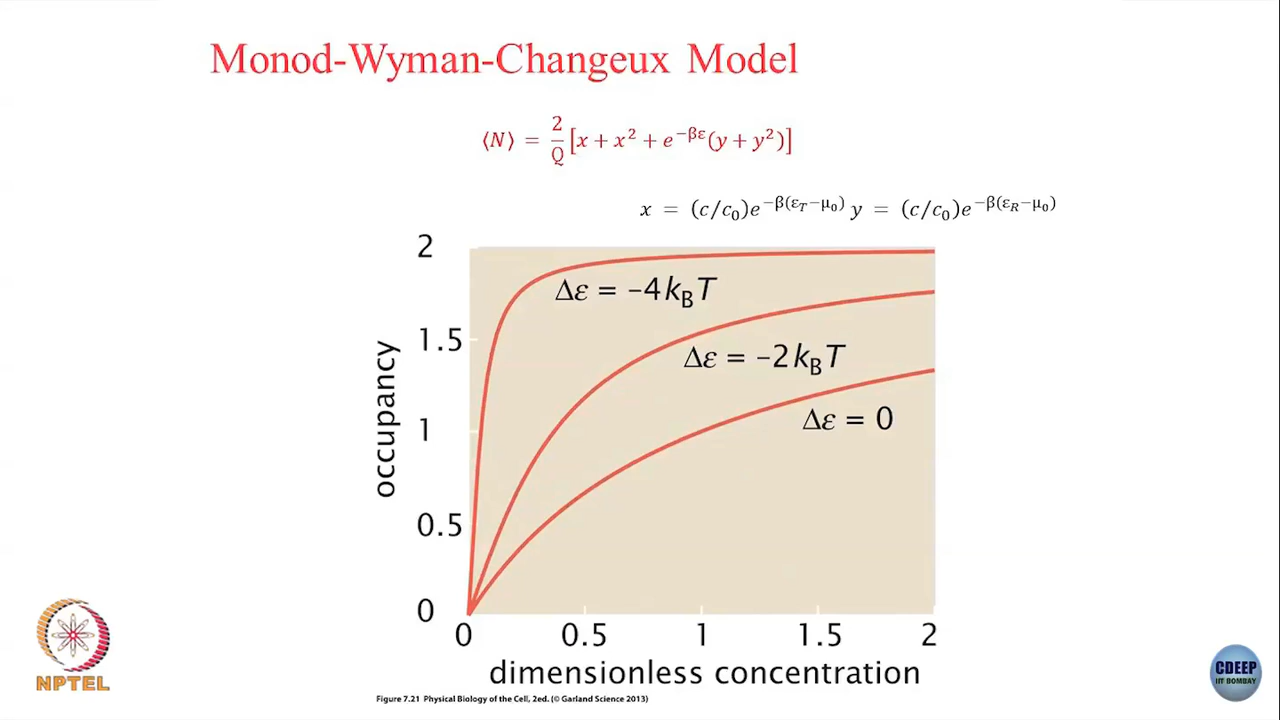 Monod-Wyman-Changeux Model
⟨N⟩ = 2/Q [x + x² + e^{−βε}(y + y²)]
x = (c/c₀)e^{−β(ε_T−μ₀)} y = (c/c₀)e^{−β(ε_R−μ₀)}
2
Δε = −4k_BT
1.5
Δε = −2k_BT
occupancy
1
Δε = 0
0.5
0
0 0.5 1 1.5 2
dimensionless concentration
Figure 7.21 Physical Biology of the Cell, 2ed. (© Garland Science 2013)
NPTEL
CDEEP
IIT BOMBAY